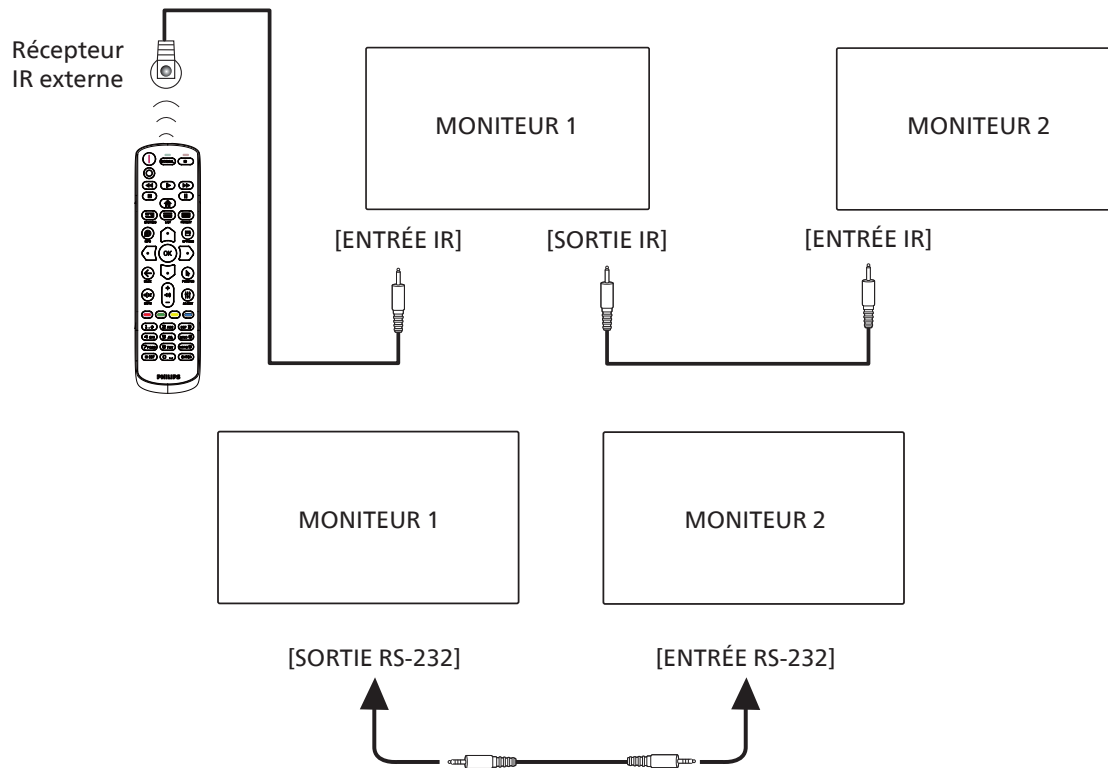 Récepteur
IR externe
MONITEUR 1
MONITEUR 2
[ENTRÉE IR]
[SORTIE IR]
[ENTRÉE IR]
OK
PHILIPS
MONITEUR 1
MONITEUR 2
[SORTIE RS-232]
[ENTRÉE RS-232]